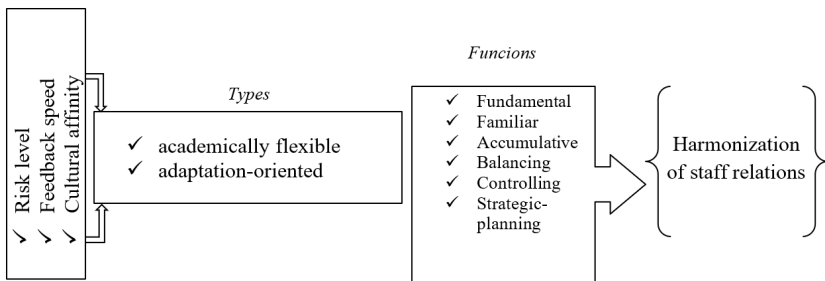 Risk level
Feedback speed
Cultural affinity
Types
academically flexible
adaptation-oriented
Funcions
Fundamental
Familiar
Accumulative
Balancing
Controlling
Strategic-
planning
Harmonization
of staff relations